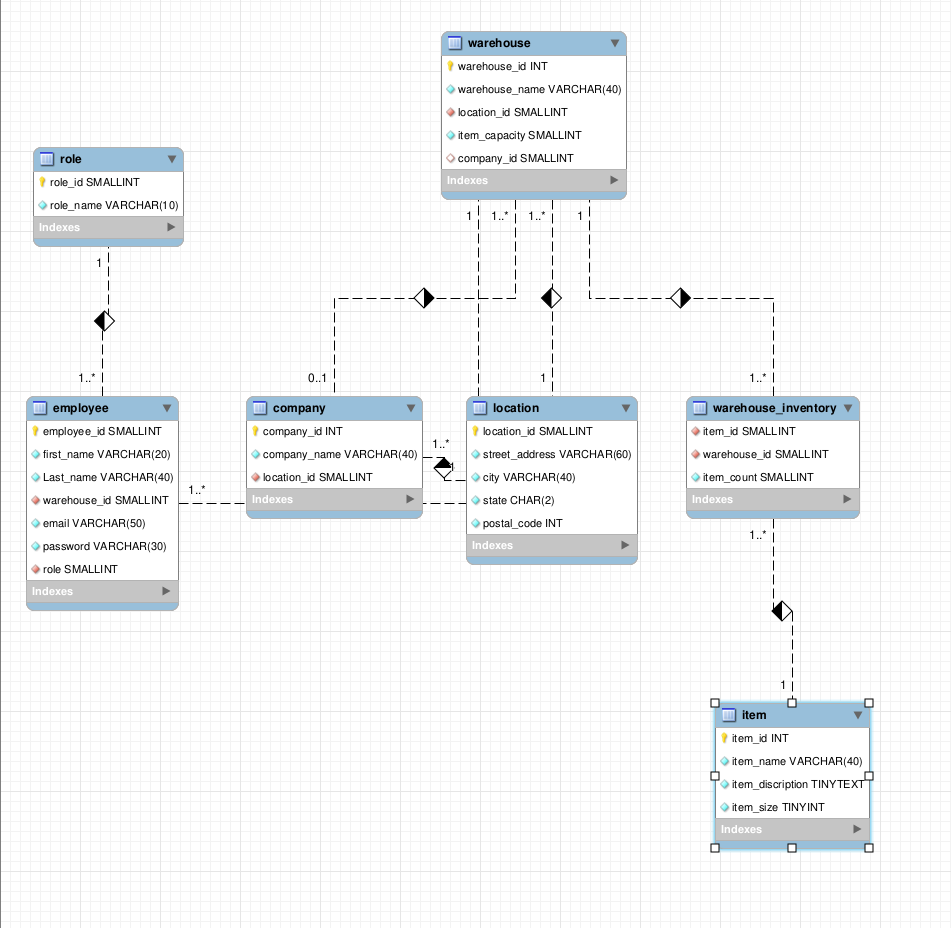 warehouse
warehouse_id INT
warehouse_name VARCHAR(40)
location_id SMALLINT
item_capacity SMALLINT
company_id SMALLINT
Indexes
role
role_id SMALLINT
role_name VARCHAR(10)
Indexes
1
1..*
1..*
1
1
1..*
0..1
1
1..*
employee
employee_id SMALLINT
first_name VARCHAR(20)
Last_name VARCHAR(40)
warehouse_id SMALLINT
email VARCHAR(50)
password VARCHAR(30)
role SMALLINT
Indexes
1..*
company
company_id INT
company_name VARCHAR(40)
location_id SMALLINT
Indexes
1..*
1
location
location_id SMALLINT
street_address VARCHAR(60)
city VARCHAR(40)
state CHAR(2)
postal_code INT
Indexes
warehouse_inventory
item_id SMALLINT
warehouse_id SMALLINT
item_count SMALLINT
Indexes
1..*
1
item
item_id INT
item_name VARCHAR(40)
item_discription TINYTEXT
item_size TINYINT
Indexes